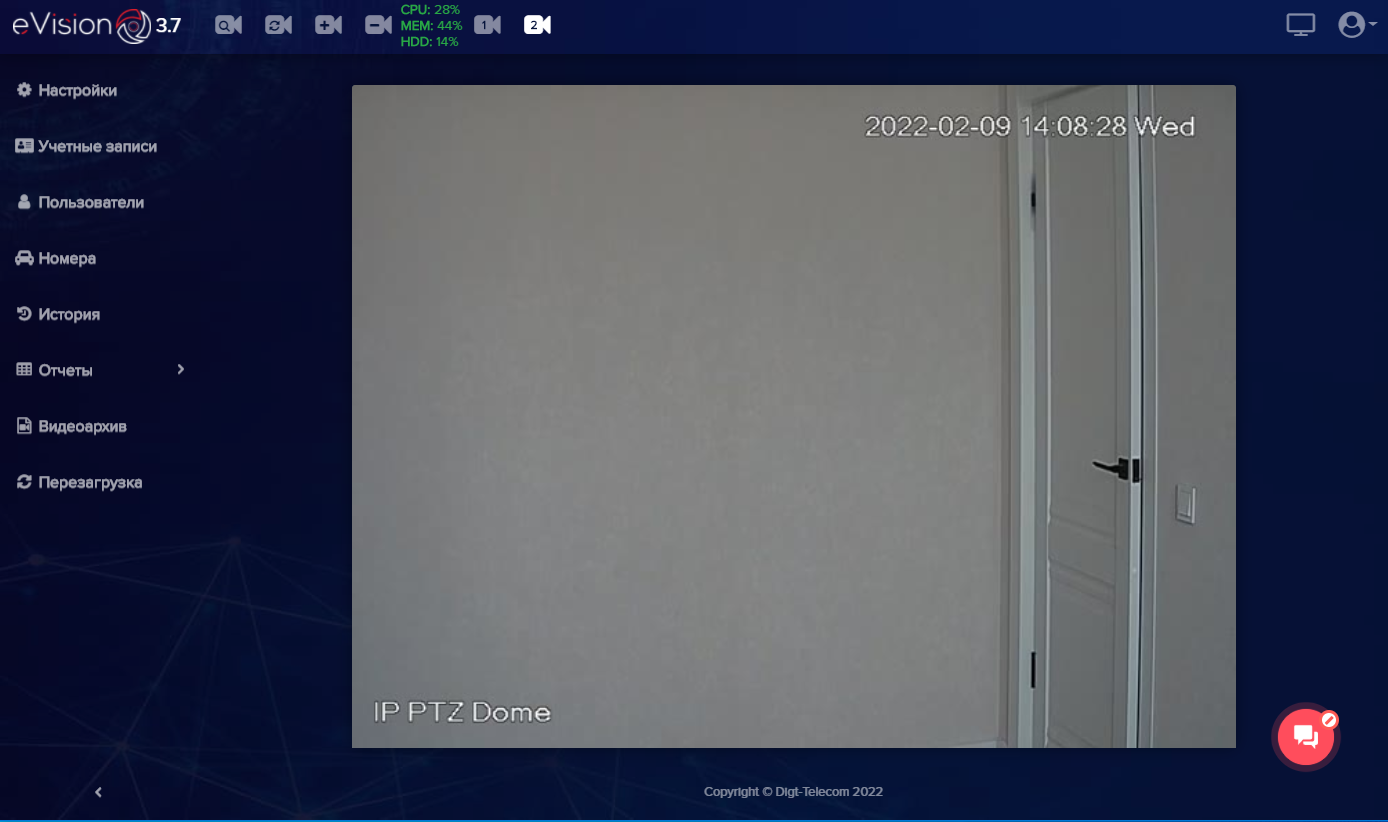 eVision 3.7
CPU: 28%
MEM: 44%
HDD: 14%
1
2
Настройки
Учетные записи
Пользователи
Номера
История
Отчеты
Видеоархив
Перезагрузка
2022-02-09 14:08:28 Wed
IP PTZ Dome
Copyright © Digt-Telecom 2022